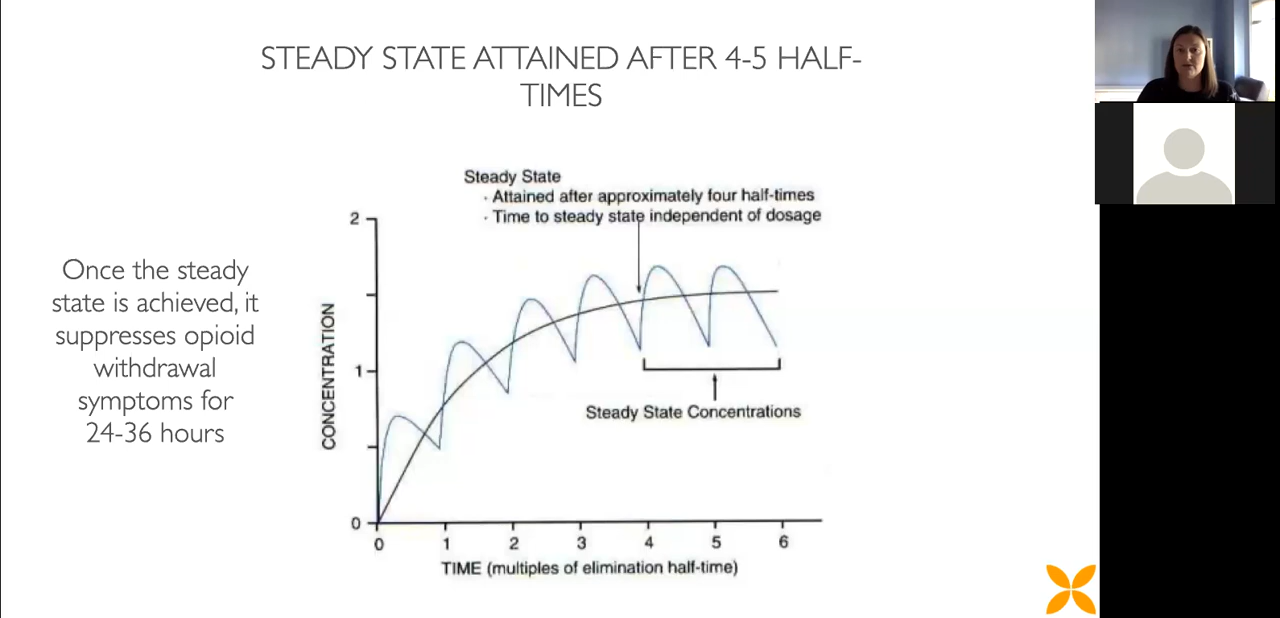 STEADY STATE ATTAINED AFTER 4-5 HALF-
TIMES
Once the steady
state is achieved, it
suppresses opioid
withdrawal
symptoms for
24-36 hours
Steady State
· Attained after approximately four half-times
· Time to steady state independent of dosage
CONCENTRATION
2
1
0
Steady State Concentrations
0 1 2 3 4 5 6
TIME (multiples of elimination half-time)